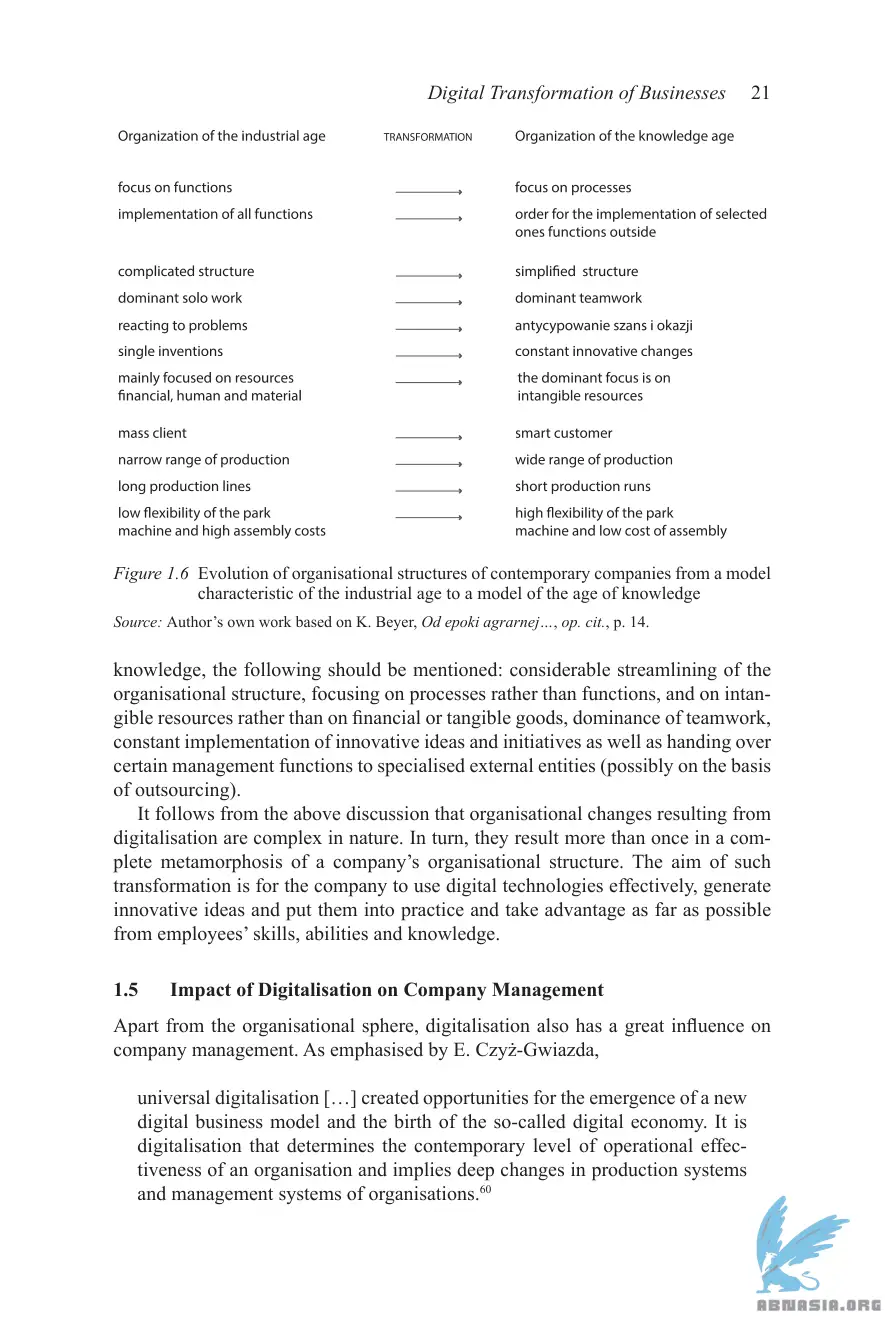 Digital Transformation of Businesses 21
Organization of the industrial age TRANSFORMATION Organization of the knowledge age
focus on functions focus on processes
implementation of all functions order for the implementation of selected
ones functions outside
complicated structure simplified structure
dominant solo work dominant teamwork
reacting to problems antycypowanie szans i okazji
single inventions constant innovative changes
mainly focused on resources the dominant focus is on
financial, human and material intangible resources
mass client smart customer
narrow range of production wide range of production
long production lines short production runs
low flexibility of the park high flexibility of the park
machine and high assembly costs machine and low cost of assembly
Figure 1.6 Evolution of organisational structures of contemporary companies from a model
characteristic of the industrial age to a model of the age of knowledge
Source: Author’s own work based on K. Beyer, Od epoki agrarnej…, op. cit., p. 14.
knowledge, the following should be mentioned: considerable streamlining of the
organisational structure, focusing on processes rather than functions, and on intan-
gible resources rather than on financial or tangible goods, dominance of teamwork,
constant implementation of innovative ideas and initiatives as well as handing over
certain management functions to specialised external entities (possibly on the basis
of outsourcing).
It follows from the above discussion that organisational changes resulting from
digitalisation are complex in nature. In turn, they result more than once in a com-
plete metamorphosis of a company’s organisational structure. The aim of such
transformation is for the company to use digital technologies effectively, generate
innovative ideas and put them into practice and take advantage as far as possible
from employees’ skills, abilities and knowledge.
1.5 Impact of Digitalisation on Company Management
Apart from the organisational sphere, digitalisation also has a great influence on
company management. As emphasised by E. Czyż-Gwiazda,
universal digitalisation […] created opportunities for the emergence of a new
digital business model and the birth of the so-called digital economy. It is
digitalisation that determines the contemporary level of operational effec-
tiveness of an organisation and implies deep changes in production systems
and management systems of organisations.60
ABNASIA.ORG